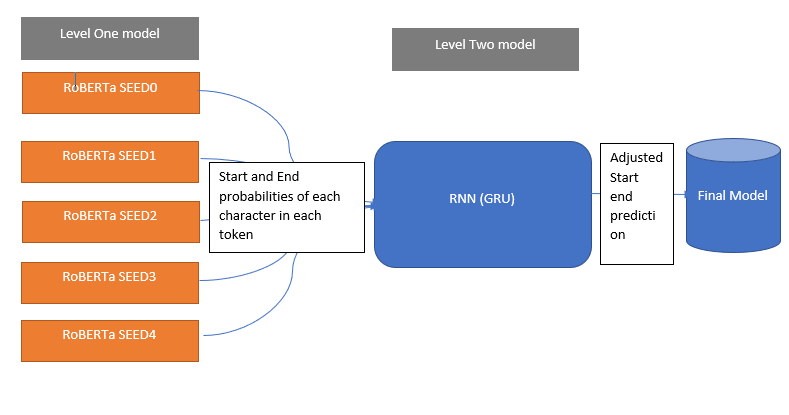 Level One model
Level Two model
RoBERTa SEED0
RoBERTa SEED1
RoBERTa SEED2
RoBERTa SEED3
RoBERTa SEED4
Start and End
probabilities of each
character in each
token
RNN (GRU)
Adjusted
Start
end
predicti
on
Final Model